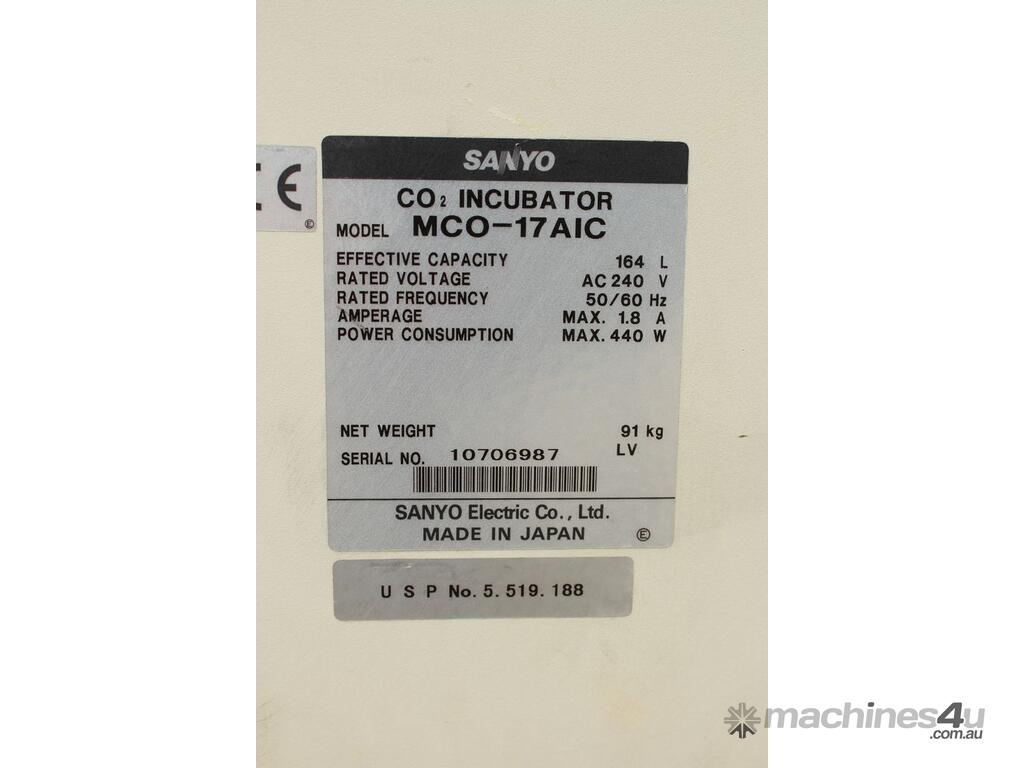 SANYO
CE
CO₂ INCUBATOR
MODEL MCO-17AIC
EFFECTIVE CAPACITY 164 L
RATED VOLTAGE AC 240 V
RATED FREQUENCY 50/60 Hz
AMPERAGE MAX. 1.8 A
POWER CONSUMPTION MAX. 440 W
NET WEIGHT 91 kg
LV
SERIAL NO. 10706987
SANYO Electric Co., Ltd.
MADE IN JAPAN Ⓔ
U S P No. 5. 519. 188
machines4u
.com.au